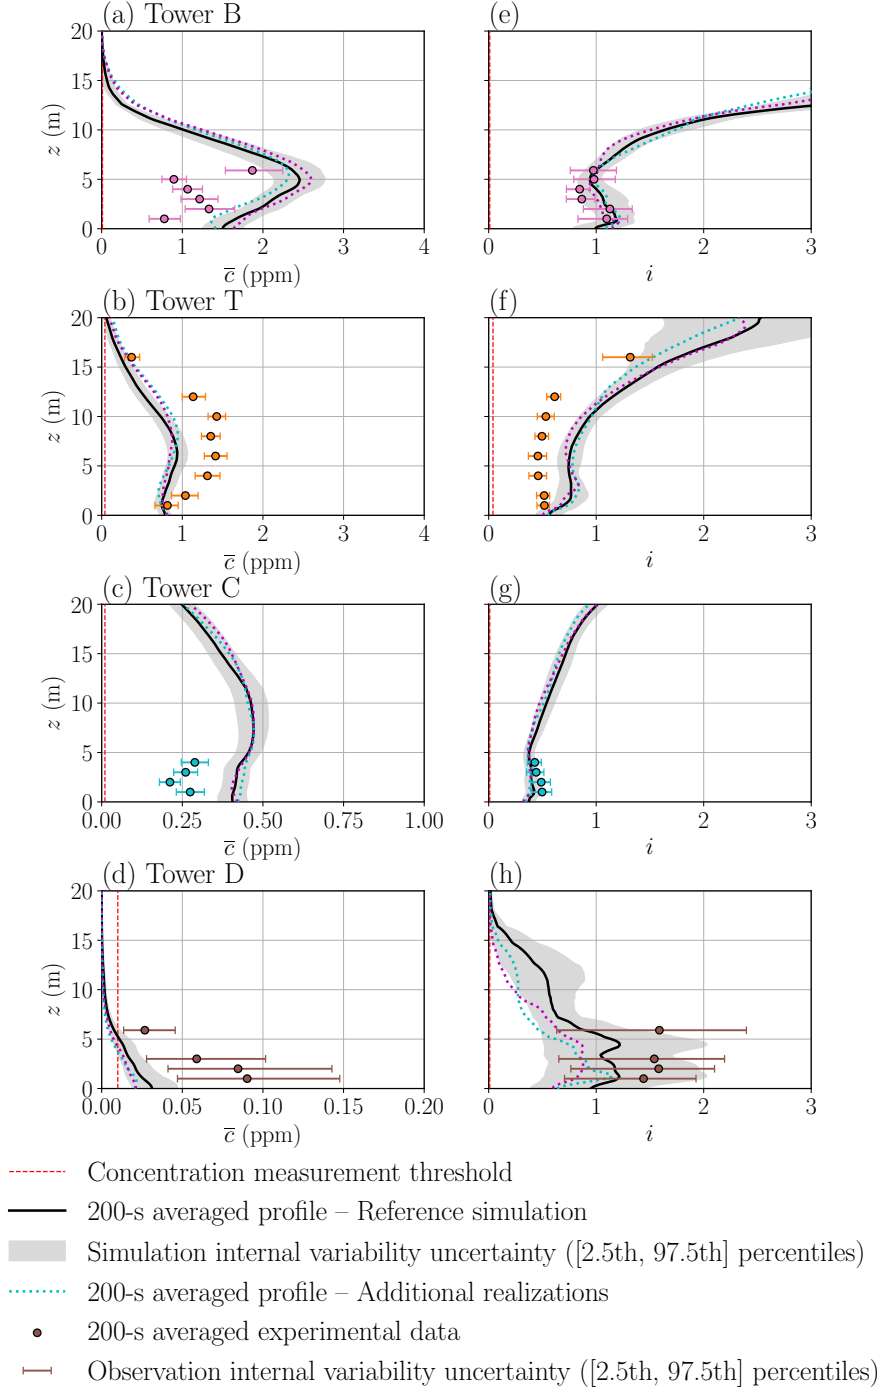 (a) Tower B
(e)
20
15
10
5
0
z (m)
0 1 2 3 4
c̅ (ppm)
0 1 2 3
i
(b) Tower T
(f)
20
15
10
5
0
z (m)
0 1 2 3 4
c̅ (ppm)
0 1 2 3
i
(c) Tower C
(g)
20
15
10
5
0
z (m)
0.00 0.25 0.50 0.75 1.00
c̅ (ppm)
0 1 2 3
i
(d) Tower D
(h)
20
15
10
5
0
z (m)
0.00 0.05 0.10 0.15 0.20
c̅ (ppm)
0 1 2 3
i
Concentration measurement threshold
200-s averaged profile – Reference simulation
Simulation internal variability uncertainty ([2.5th, 97.5th] percentiles)
200-s averaged profile – Additional realizations
200-s averaged experimental data
Observation internal variability uncertainty ([2.5th, 97.5th] percentiles)